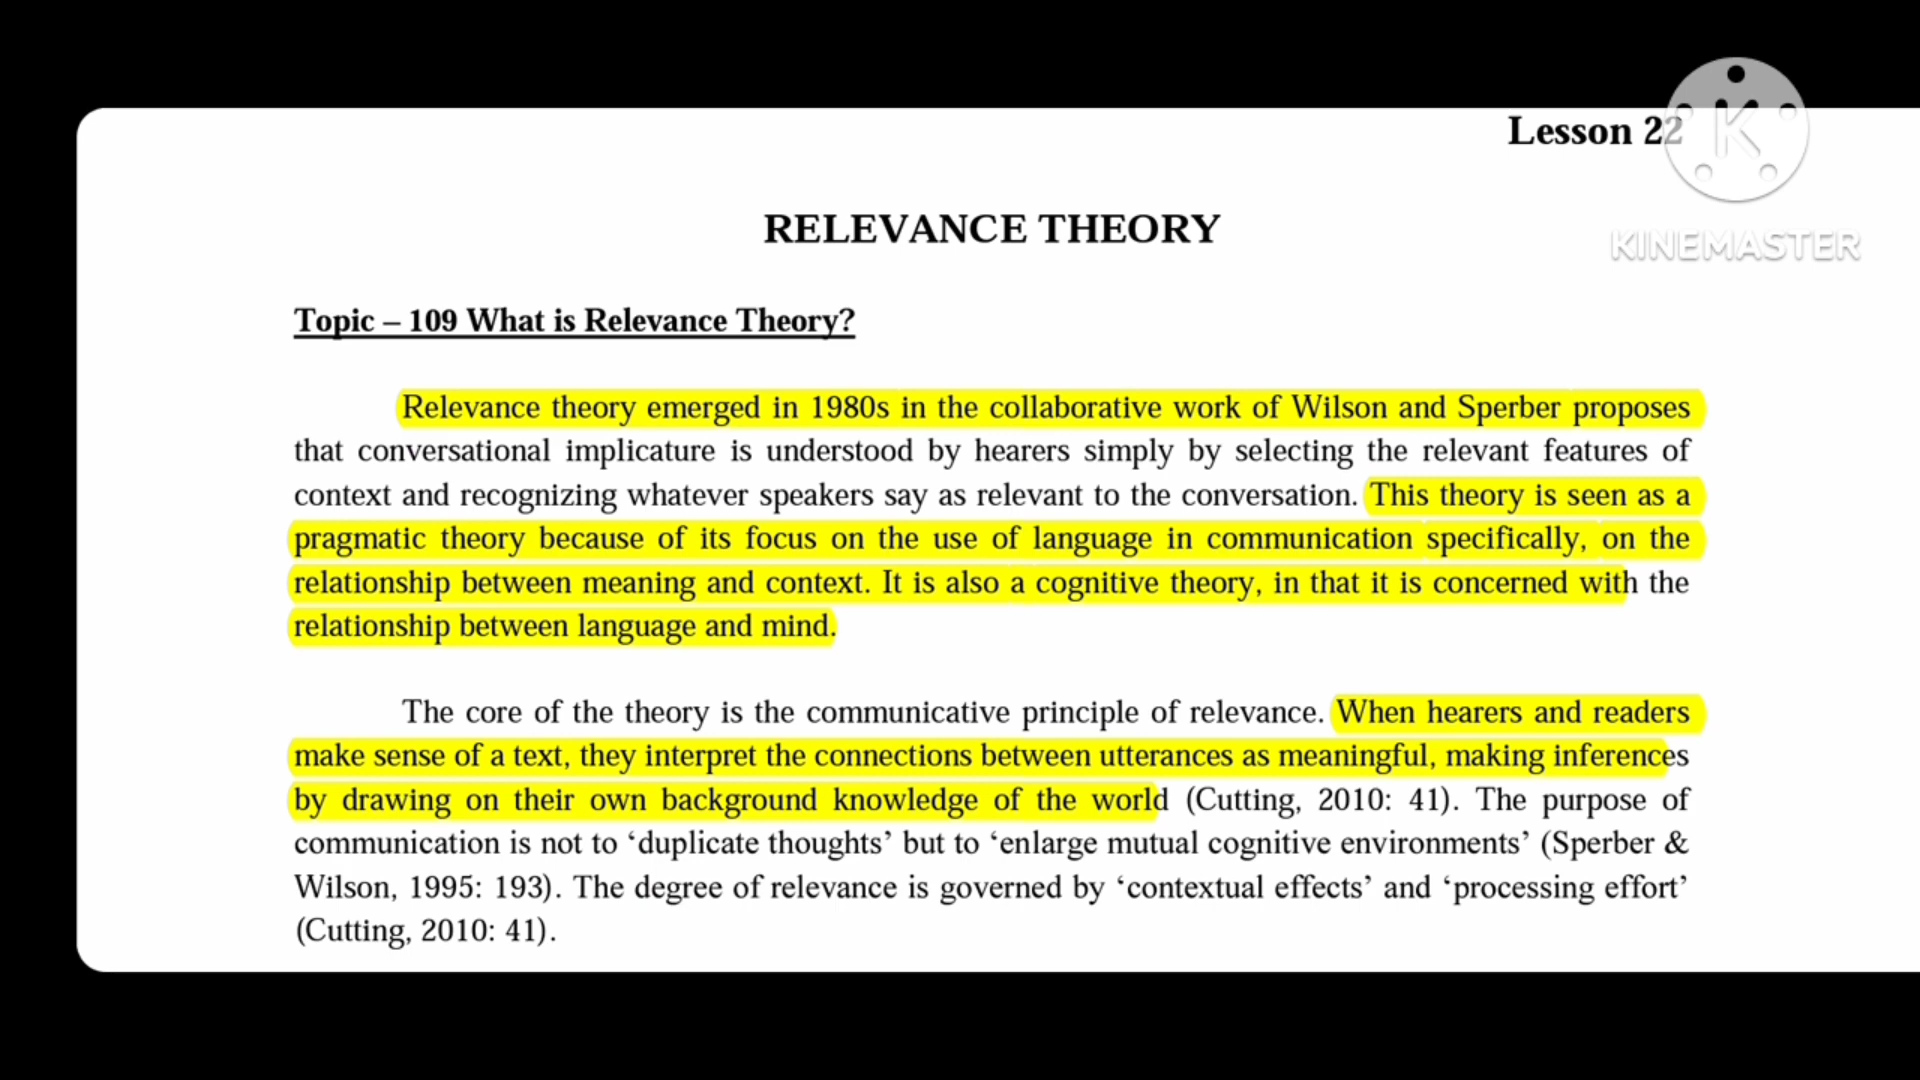 Lesson 22
K
KINEMASTER
RELEVANCE THEORY
Topic – 109 What is Relevance Theory?
Relevance theory emerged in 1980s in the collaborative work of Wilson and Sperber proposes
that conversational implicature is understood by hearers simply by selecting the relevant features of
context and recognizing whatever speakers say as relevant to the conversation. This theory is seen as a
pragmatic theory because of its focus on the use of language in communication specifically, on the
relationship between meaning and context. It is also a cognitive theory, in that it is concerned with the
relationship between language and mind.
The core of the theory is the communicative principle of relevance. When hearers and readers
make sense of a text, they interpret the connections between utterances as meaningful, making inferences
by drawing on their own background knowledge of the world (Cutting, 2010: 41). The purpose of
communication is not to ‘duplicate thoughts’ but to ‘enlarge mutual cognitive environments’ (Sperber &
Wilson, 1995: 193). The degree of relevance is governed by ‘contextual effects’ and ‘processing effort’
(Cutting, 2010: 41).